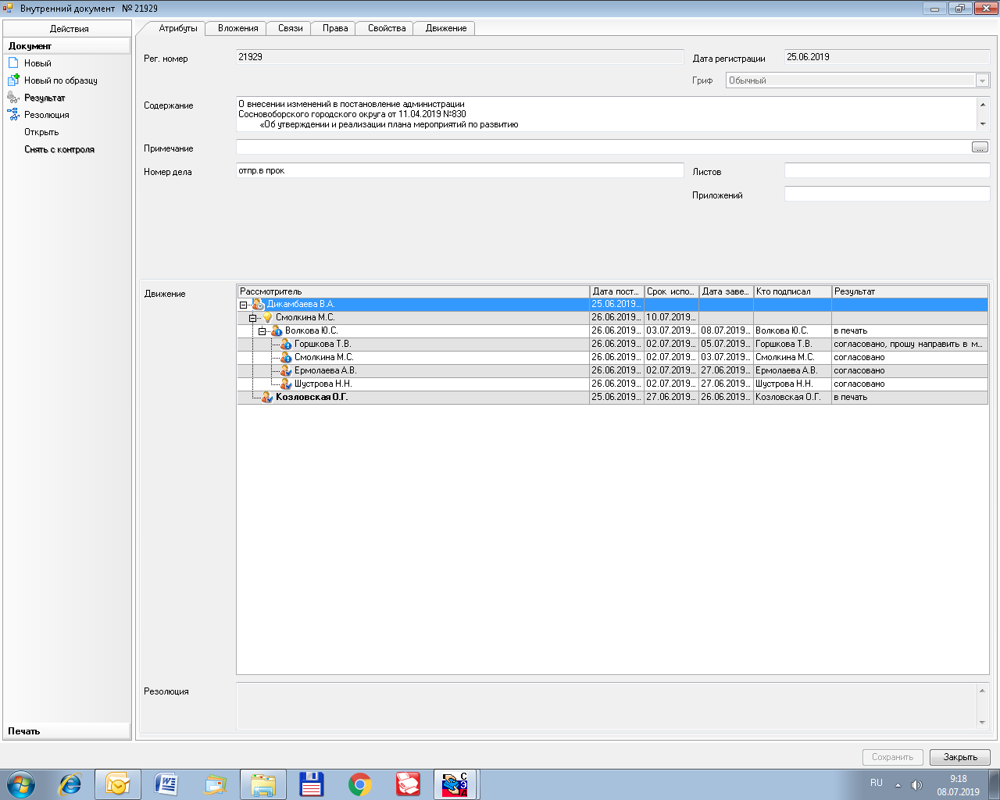 Внутренний документ № 21929
Действия
Документ
Новый
Новый по образцу
Результат
Резолюция
Открыть
Снять с контроля
Печать
Атрибуты Вложения Связи Права Свойства Движение
Рег. номер 21929 Дата регистрации 25.06.2019
Гриф Обычный
Содержание О внесении изменений в постановление администрации
Сосновоборского городского округа от 11.04.2019 №830
«Об утверждении и реализации плана мероприятий по развитию
Примечание ...
Номер дела отпр.в прок Листов
Приложений
Движение
Рассмотритель Дата пост... Срок испо... Дата заве... Кто подписал Результат
Дикамбаева В.А. 25.06.2019...
Смолкина М.С. 26.06.2019... 10.07.2019...
Волкова Ю.С. 26.06.2019... 03.07.2019... 08.07.2019... Волкова Ю.С. в печать
Горшкова Т.В. 26.06.2019... 02.07.2019... 05.07.2019... Горшкова Т.В. согласовано, прошу направить в м...
Смолкина М.С. 26.06.2019... 02.07.2019... 03.07.2019... Смолкина М.С. согласовано
Ермолаева А.В. 26.06.2019... 02.07.2019... 27.06.2019... Ермолаева А.В. согласовано
Шустрова Н.Н. 26.06.2019... 02.07.2019... 27.06.2019... Шустрова Н.Н. согласовано
Козловская О.Г. 25.06.2019... 27.06.2019... 26.06.2019... Козловская О.Г. в печать
Резолюция
Сохранить Закрыть
СЭД
RU 9:18
08.07.2019